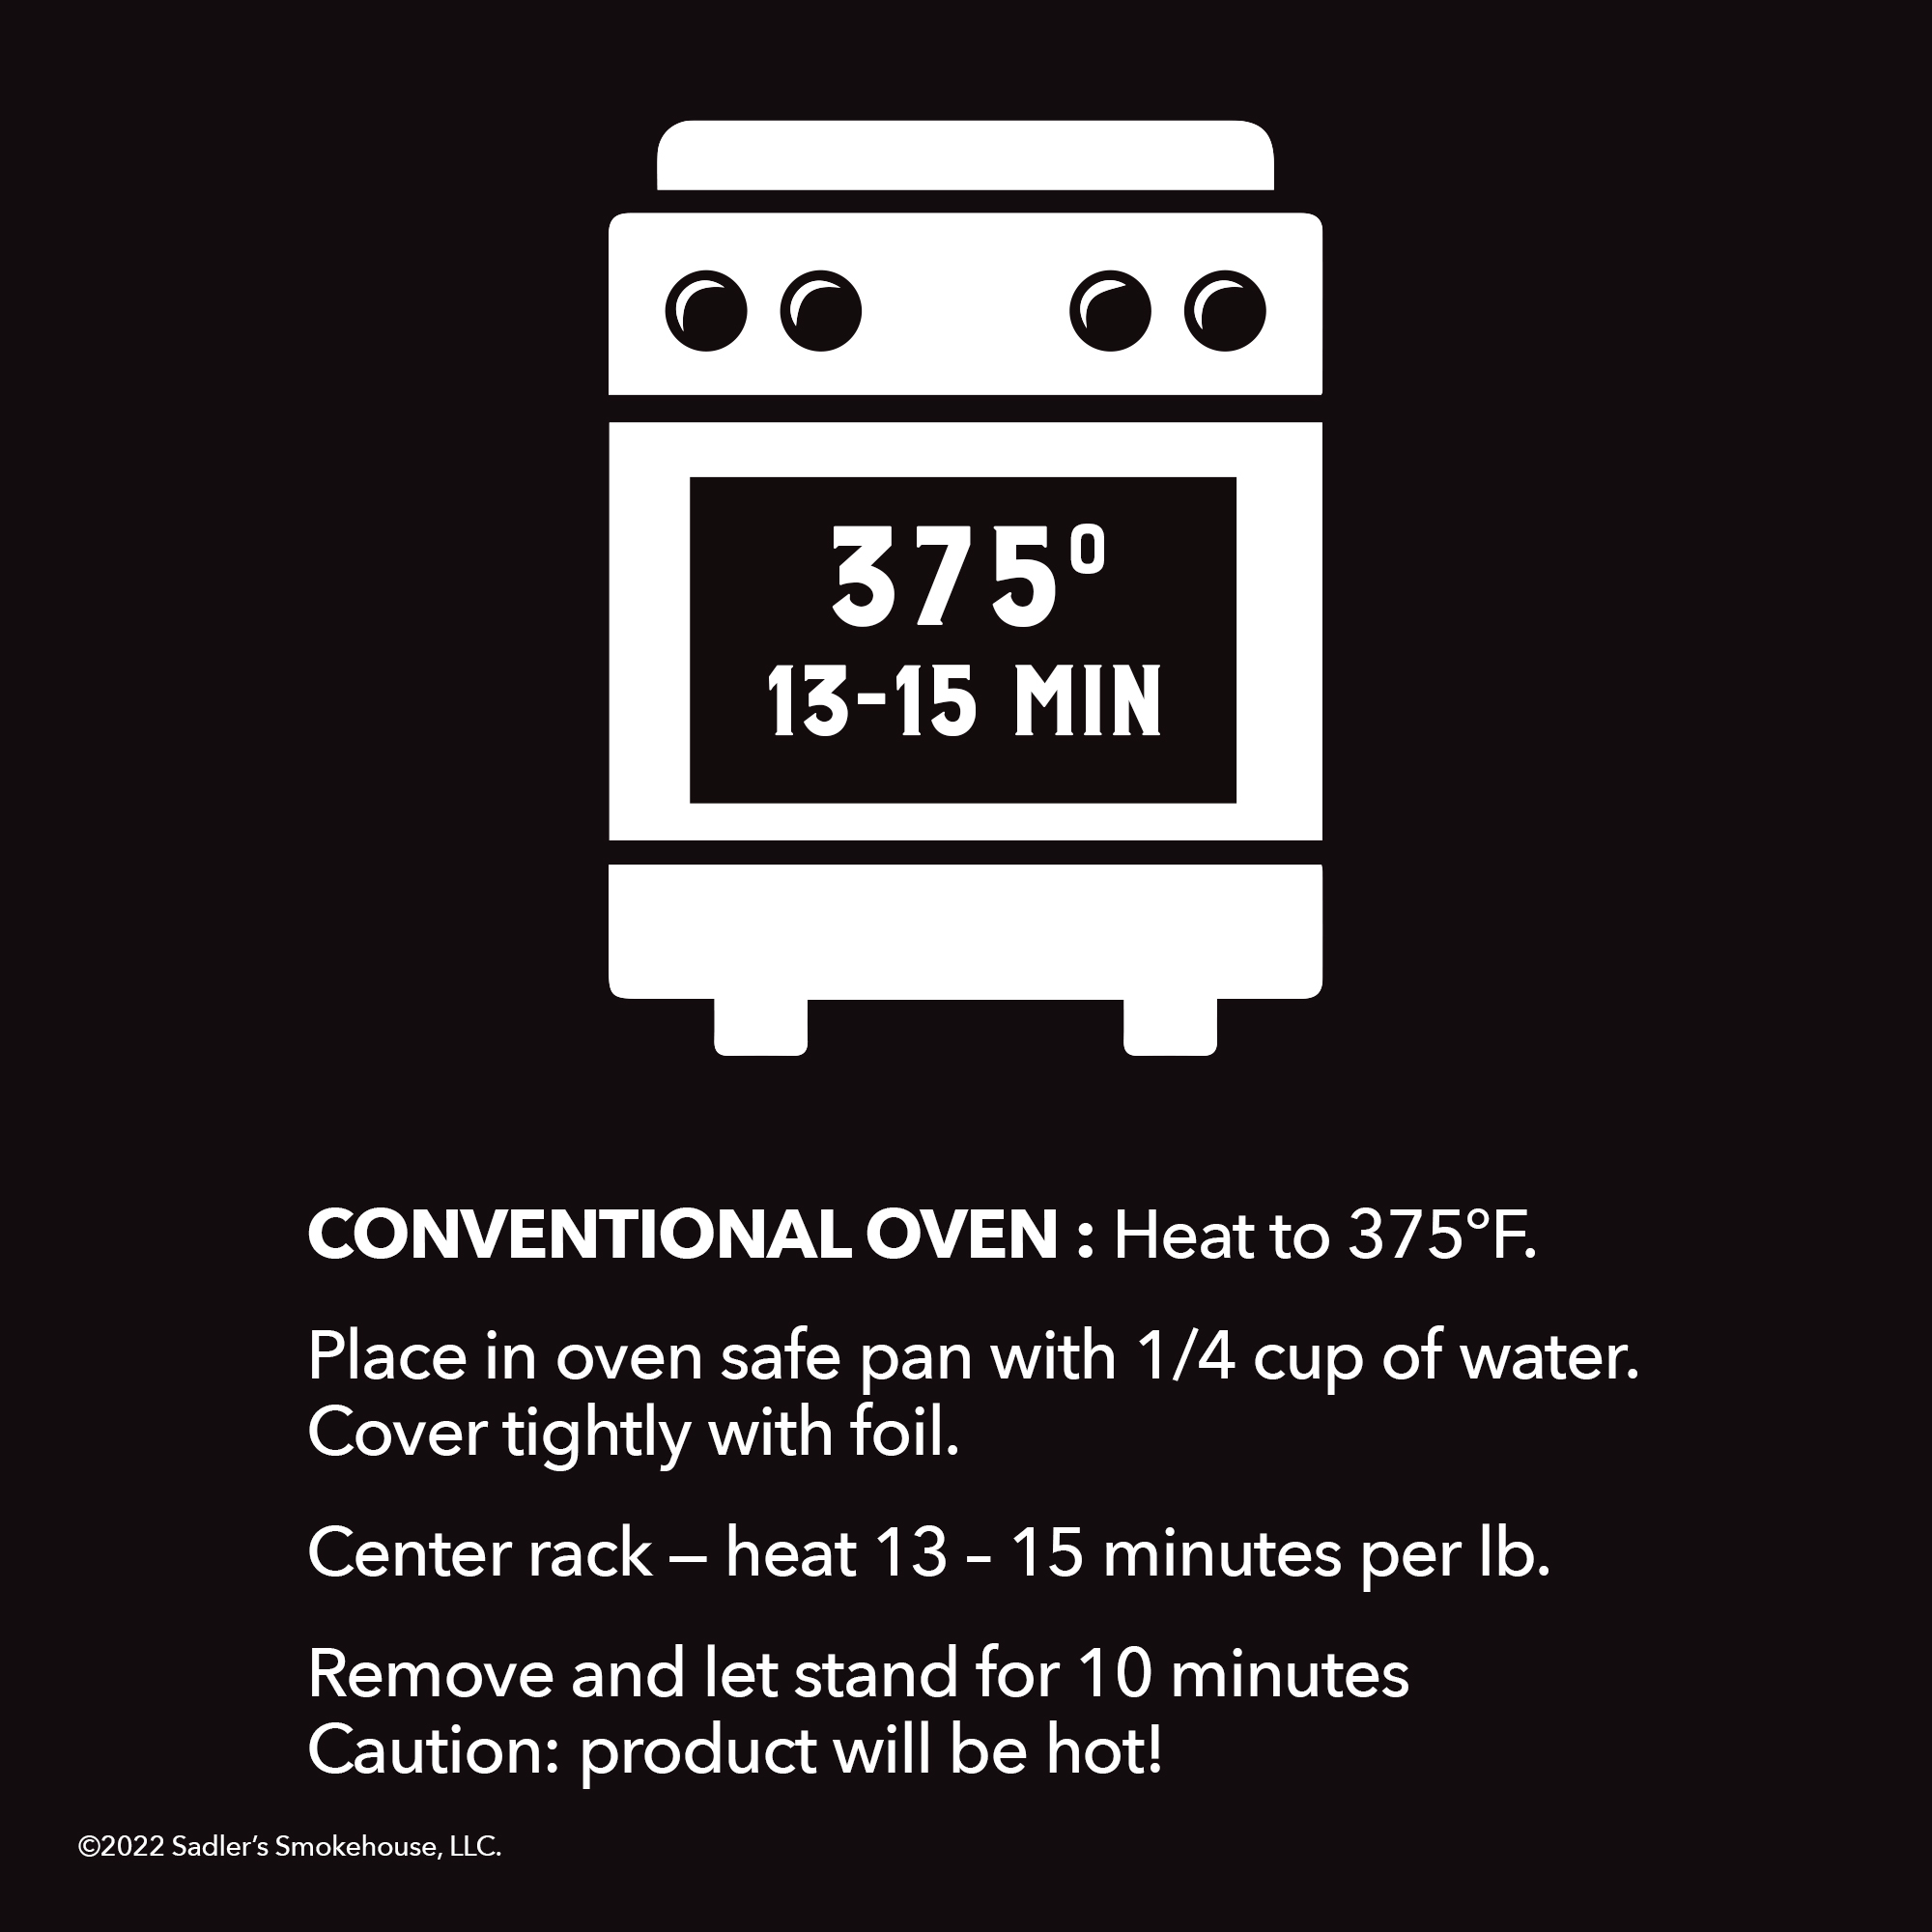 375º
13-15 MIN
CONVENTIONAL OVEN : Heat to 375°F.
Place in oven safe pan with 1/4 cup of water.
Cover tightly with foil.
Center rack — heat 13 – 15 minutes per lb.
Remove and let stand for 10 minutes
Caution: product will be hot!
©2022 Sadler’s Smokehouse, LLC.